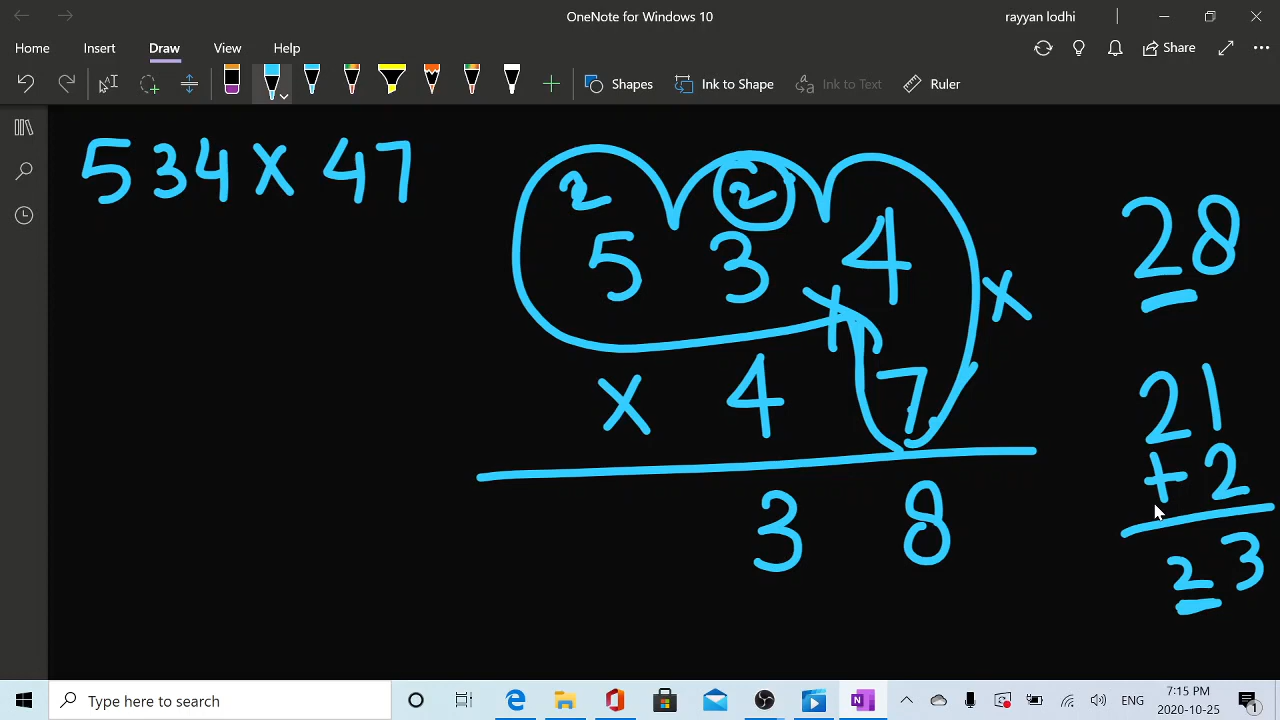 OneNote for Windows 10
rayyan lodhi
Home Insert Draw View Help
Share
Shapes Ink to Shape Ink to Text Ruler
534 x 47
2 2
5 3 4 x
x
x 4 7
3 8
28
21
+ 2
23
Type here to search
ENG
7:15 PM
2020-10-25
1